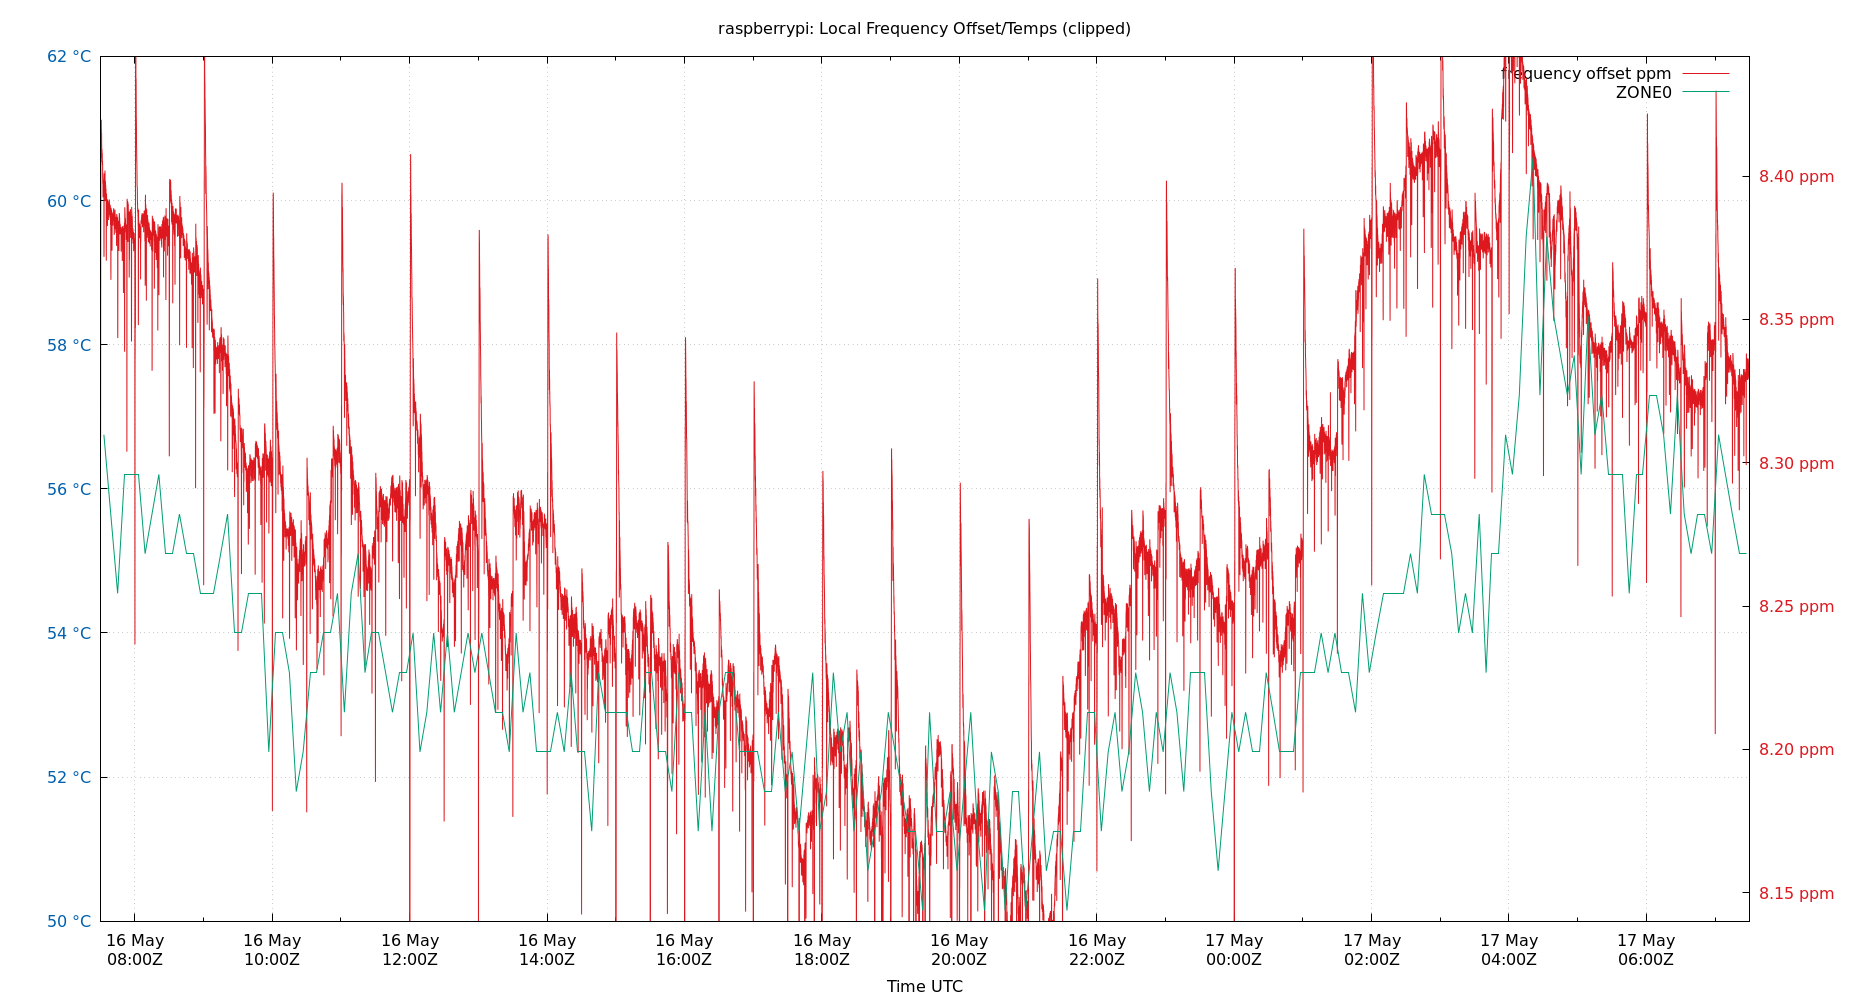 raspberrypi: Local Frequency Offset/Temps (clipped)
62 °C
60 °C
58 °C
56 °C
54 °C
52 °C
50 °C
frequency offset ppm
ZONE0
8.40 ppm
8.35 ppm
8.30 ppm
8.25 ppm
8.20 ppm
8.15 ppm
16 May 16 May 16 May 16 May 16 May 16 May 16 May 16 May 17 May 17 May 17 May 17 May
08:00Z 10:00Z 12:00Z 14:00Z 16:00Z 18:00Z 20:00Z 22:00Z 00:00Z 02:00Z 04:00Z 06:00Z
Time UTC